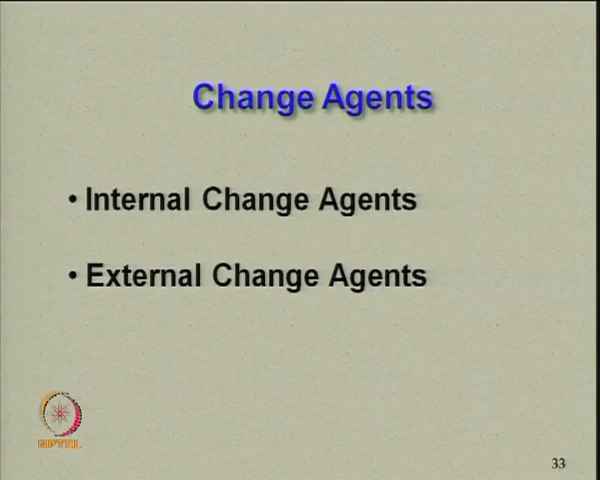 Change Agents
• Internal Change Agents
• External Change Agents
NPTEL
33